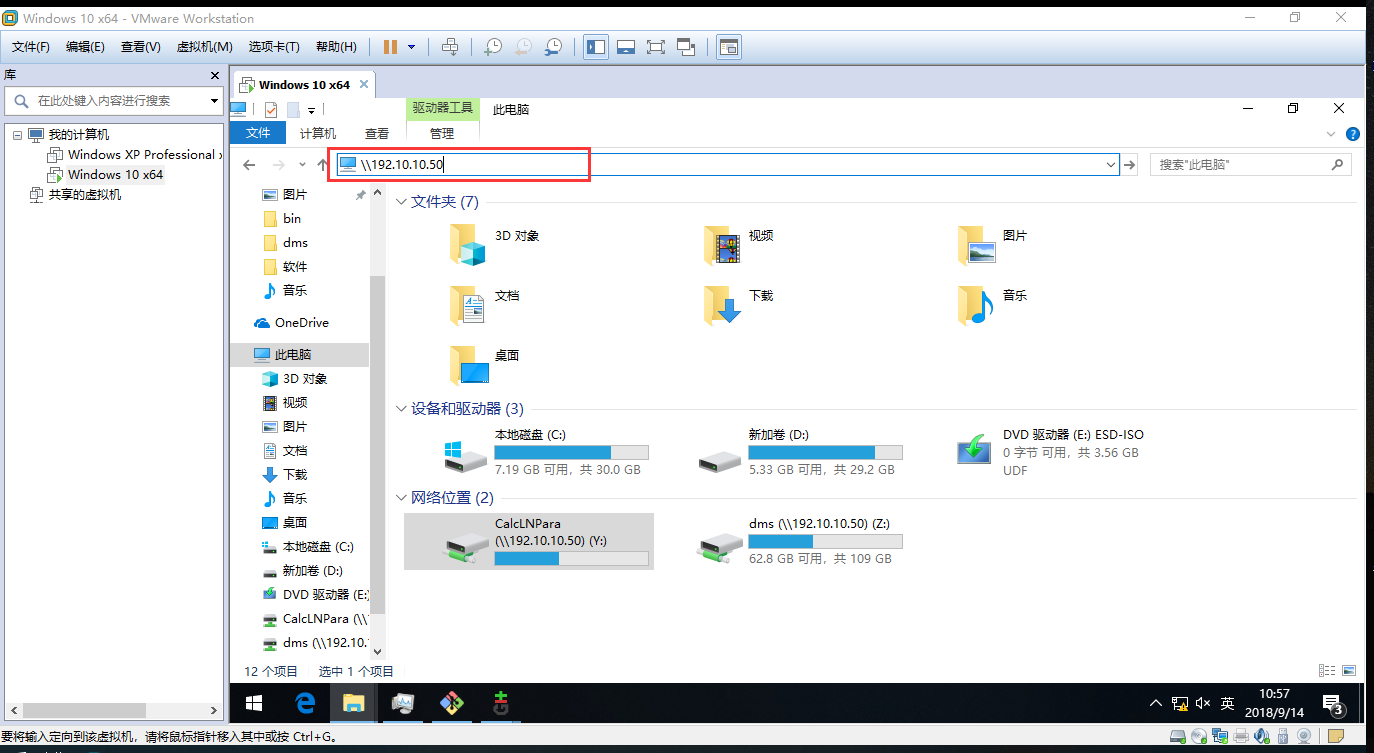 Windows 10 x64 - VMware Workstation
文件(F) 编辑(E) 查看(V) 虚拟机(M) 选项卡(T) 帮助(H)
库
在此处键入内容进行搜索
我的计算机
Windows XP Professional
Windows 10 x64
共享的虚拟机
Windows 10 x64
驱动器工具 此电脑
文件 计算机 查看 管理
\\192.10.10.50
搜索"此电脑"
图片
bin
dms
软件
音乐
OneDrive
此电脑
3D 对象
视频
图片
文档
下载
音乐
桌面
本地磁盘 (C:)
新加卷 (D:)
DVD 驱动器 (E:)
CalcLNPara (\\
dms (\\192.10.
文件夹 (7)
3D 对象
视频
图片
文档
下载
音乐
桌面
设备和驱动器 (3)
本地磁盘 (C:)
7.19 GB 可用，共 30.0 GB
新加卷 (D:)
5.33 GB 可用，共 29.2 GB
DVD 驱动器 (E:) ESD-ISO
0 字节 可用，共 3.56 GB
UDF
网络位置 (2)
CalcLNPara
(\\192.10.10.50) (Y:)
dms (\\192.10.10.50) (Z:)
62.8 GB 可用，共 109 GB
12 个项目 选中 1 个项目
英
10:57
2018/9/14
3
要将输入定向到该虚拟机，请将鼠标指针移入其中或按 Ctrl+G。